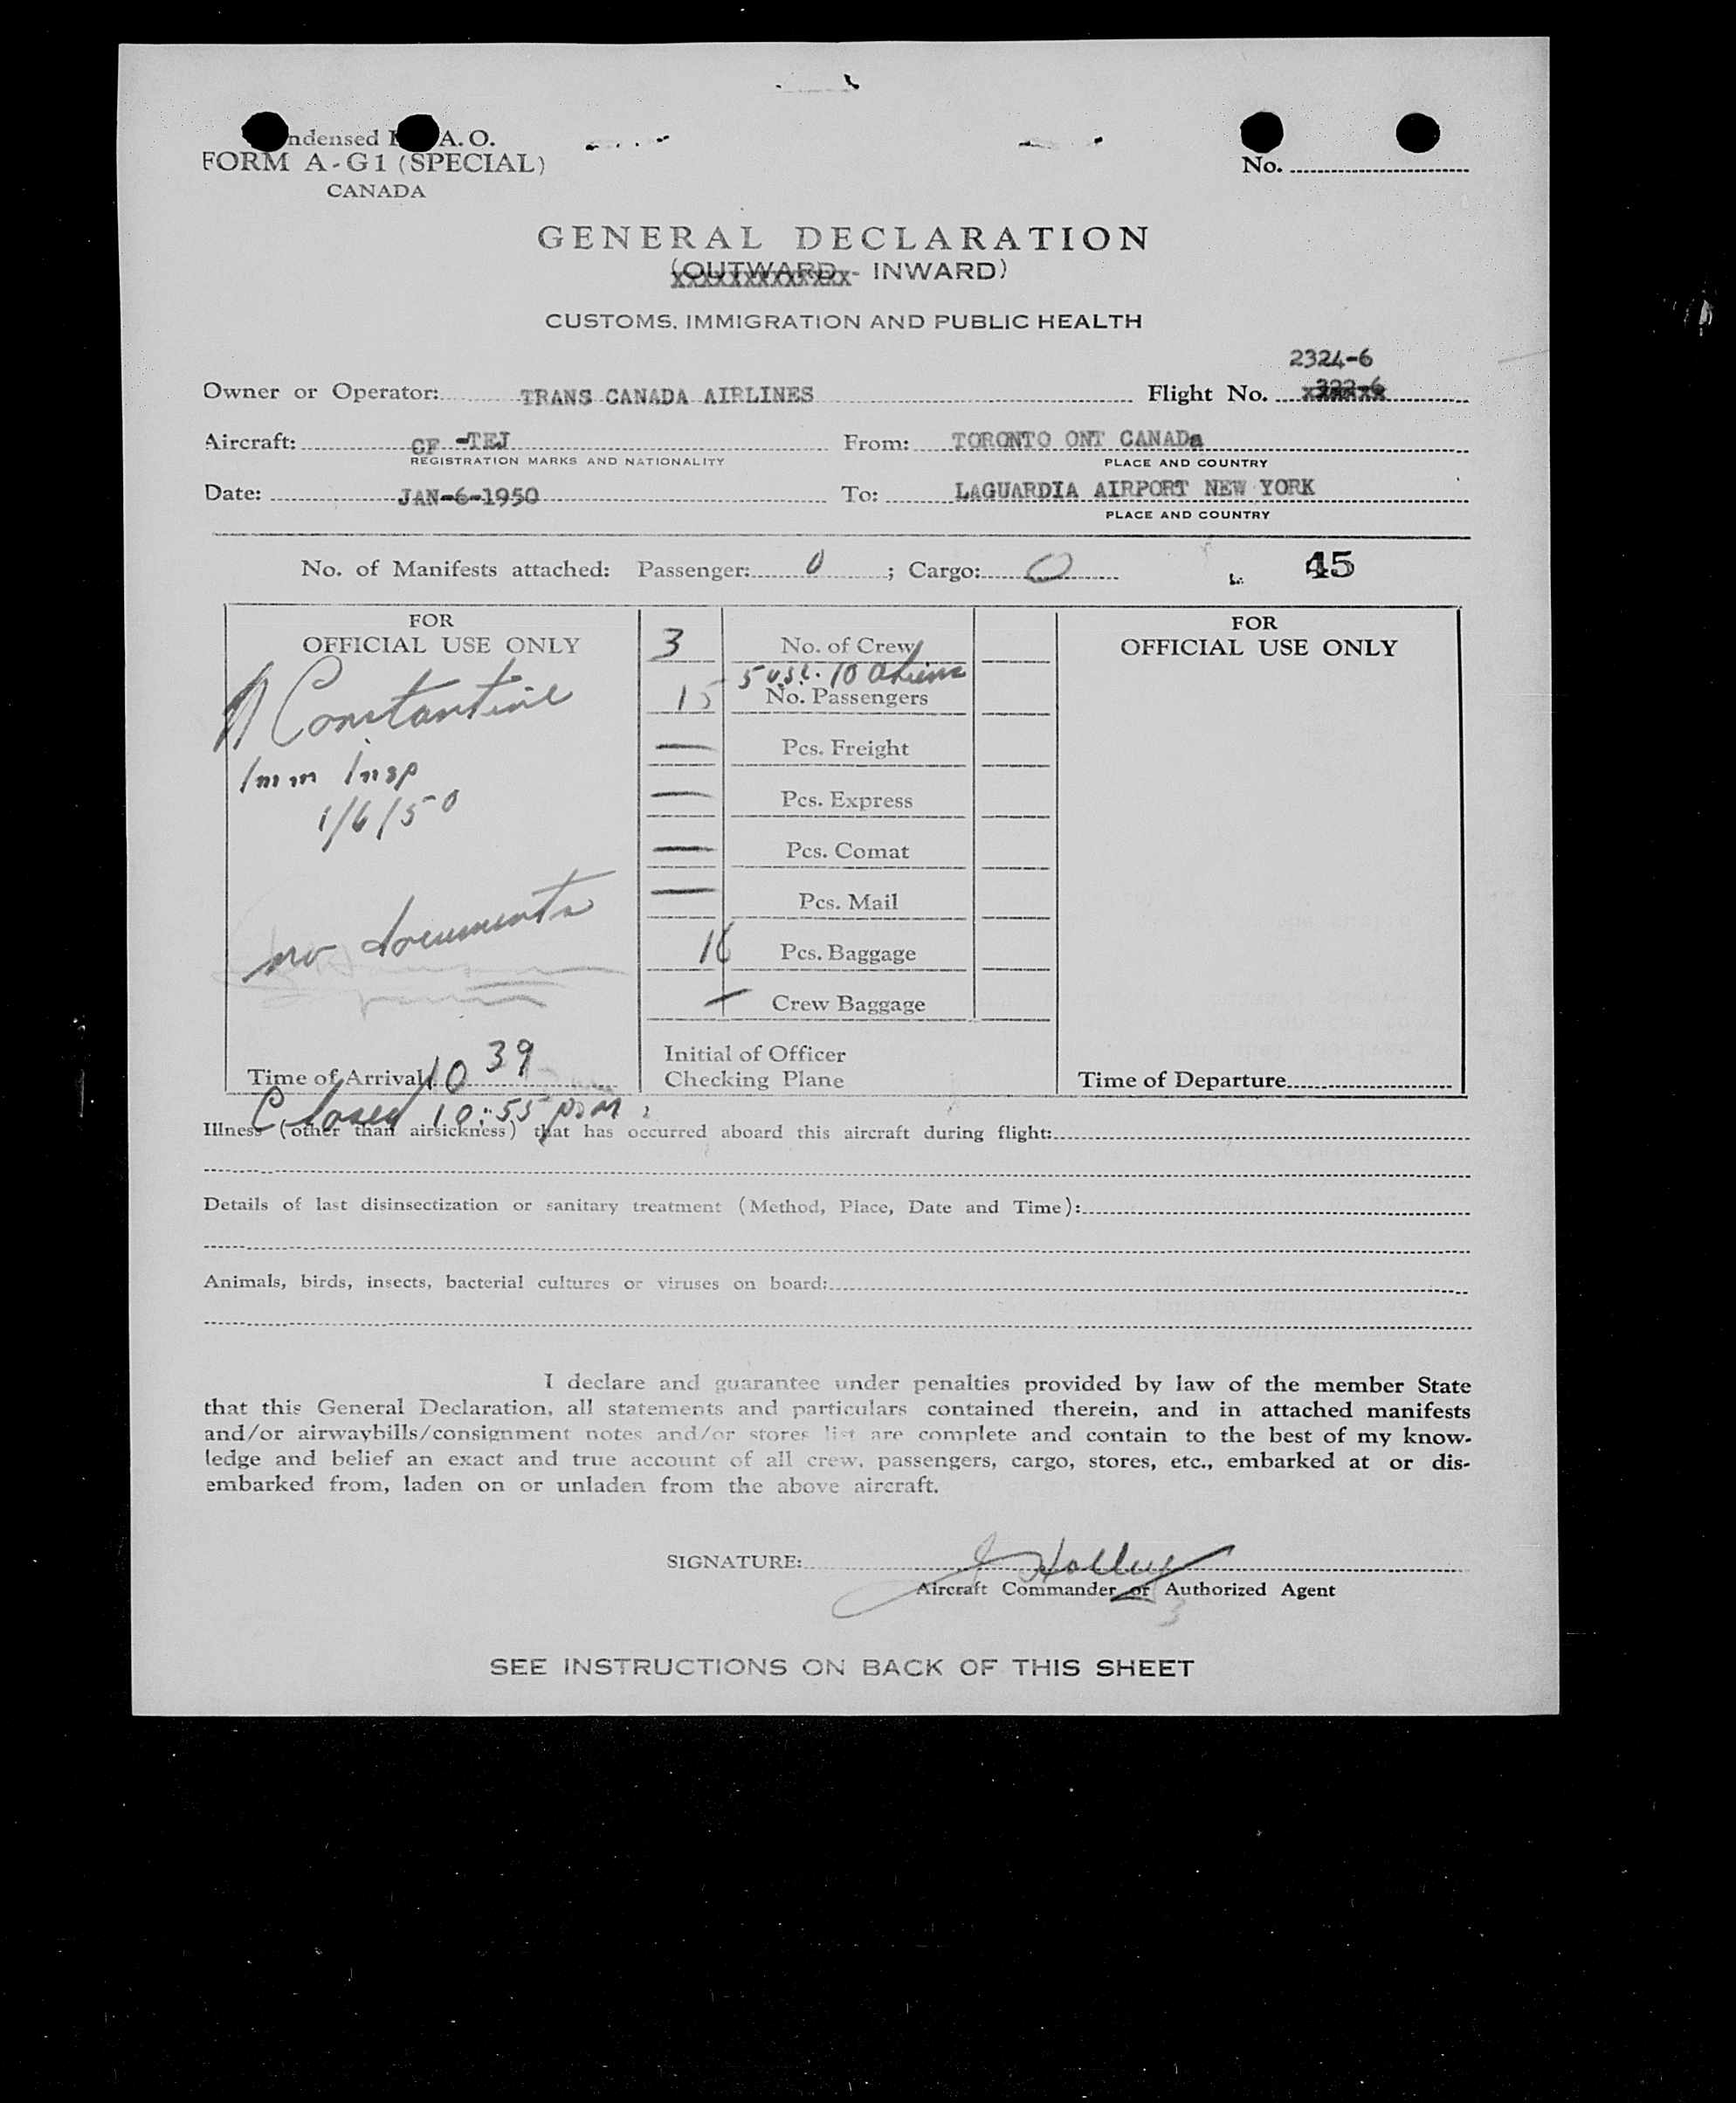 ndensed I A. O.
FORM A-G1 (SPECIAL)
CANADA
No.
GENERAL DECLARATION
(OUTWARD - INWARD)
CUSTOMS, IMMIGRATION AND PUBLIC HEALTH
2324-6
Owner or Operator: TRANS CANADA AIRLINES Flight No.
Aircraft: CF -TEJ From: TORONTO ONT CANADa
REGISTRATION MARKS AND NATIONALITY PLACE AND COUNTRY
Date: JAN-6-1950 To: LAGUARDIA AIRPORT NEW YORK
PLACE AND COUNTRY
No. of Manifests attached: Passenger: 0 ; Cargo: 0 45
FOR
OFFICIAL USE ONLY
Constantine
Imm Insp
1/6/50
no documents
Time of Arrival 10 39
Closed 10:55 p.m.
3 No. of Crew
5 USC. 10 aliens
15 No. Passengers
— Pcs. Freight
— Pcs. Express
— Pcs. Comat
— Pcs. Mail
16 Pcs. Baggage
— Crew Baggage
Initial of Officer
Checking Plane
FOR
OFFICIAL USE ONLY
Time of Departure
Illness (other than airsickness) that has occurred aboard this aircraft during flight:
Details of last disinsectization or sanitary treatment (Method, Place, Date and Time):
Animals, birds, insects, bacterial cultures or viruses on board:
I declare and guarantee under penalties provided by law of the member State
that this General Declaration, all statements and particulars contained therein, and in attached manifests
and/or airwaybills/consignment notes and/or stores list are complete and contain to the best of my know-
ledge and belief an exact and true account of all crew, passengers, cargo, stores, etc., embarked at or dis-
embarked from, laden on or unladen from the above aircraft.
SIGNATURE:
Aircraft Commander or Authorized Agent
SEE INSTRUCTIONS ON BACK OF THIS SHEET